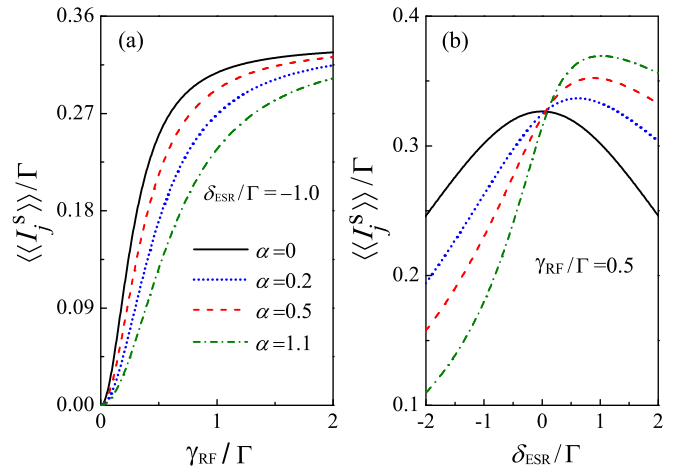 (a)
0.36
0.27
0.18
0.09
0.00
⟨⟨I_j^S⟩⟩/Γ
δ_ESR/Γ=−1.0
α=0
α=0.2
α=0.5
α=1.1
0 1 2
γ_RF/Γ
(b)
0.4
0.3
0.2
0.1
⟨⟨I_j^S⟩⟩/Γ
γ_RF/Γ=0.5
-2 -1 0 1 2
δ_ESR/Γ